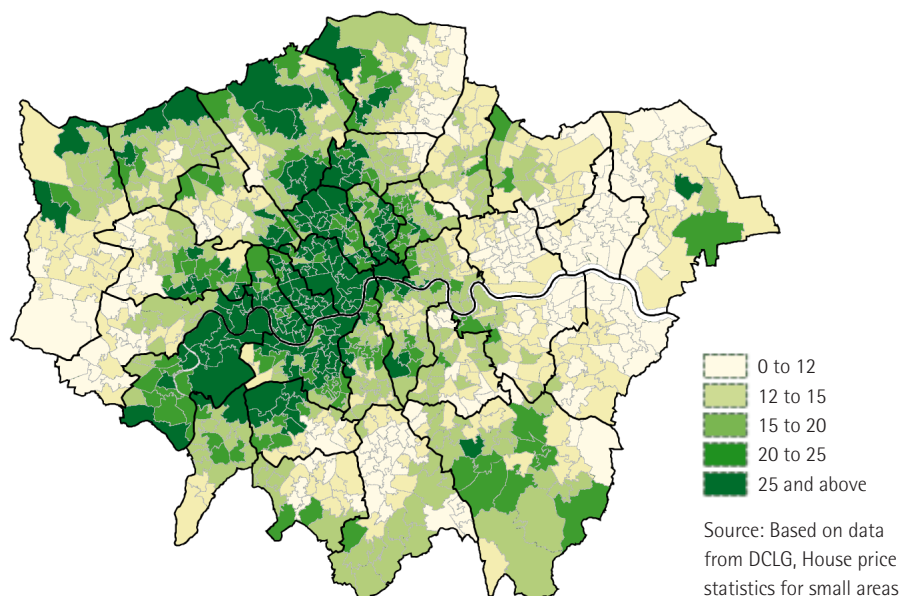 0 to 12
12 to 15
15 to 20
20 to 25
25 and above
Source: Based on data
from DCLG, House price
statistics for small areas